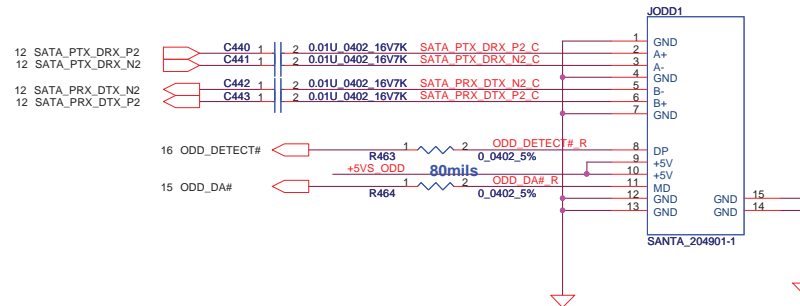 JODD1
12 SATA_PTX_DRX_P2 C440 1 2 0.01U_0402_16V7K SATA_PTX_DRX_P2_C 1 GND
12 SATA_PTX_DRX_N2 C441 1 2 0.01U_0402_16V7K SATA_PTX_DRX_N2_C 2 A+
3 A-
4 GND
12 SATA_PRX_DTX_N2 C442 1 2 0.01U_0402_16V7K SATA_PRX_DTX_N2_C 5 B-
12 SATA_PRX_DTX_P2 C443 1 2 0.01U_0402_16V7K SATA_PRX_DTX_P2_C 6 B+
7 GND
16 ODD_DETECT# R463 1 2 0_0402_5% ODD_DETECT#_R 8 DP
+5VS_ODD 80mils 9 +5V
10 +5V
15 ODD_DA# R464 1 2 0_0402_5% ODD_DA#_R 11 MD
12 GND GND 15
13 GND GND 14
SANTA_204901-1